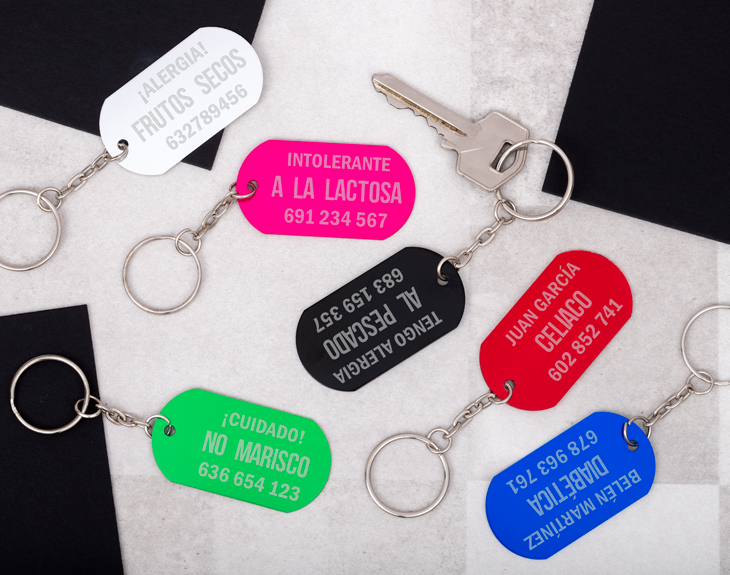 ¡ALERGIA!
FRUTOS SECOS
632789456
INTOLERANTE
A LA LACTOSA
691 234 567
TENGO ALERGIA
AL PESCADO
683 159 357
JUAN GARCÍA
CELIACO
602 852 741
¡CUIDADO!
NO MARISCO
636 654 123
BELÉN MARTÍNEZ
DIABÉTICA
678 963 761